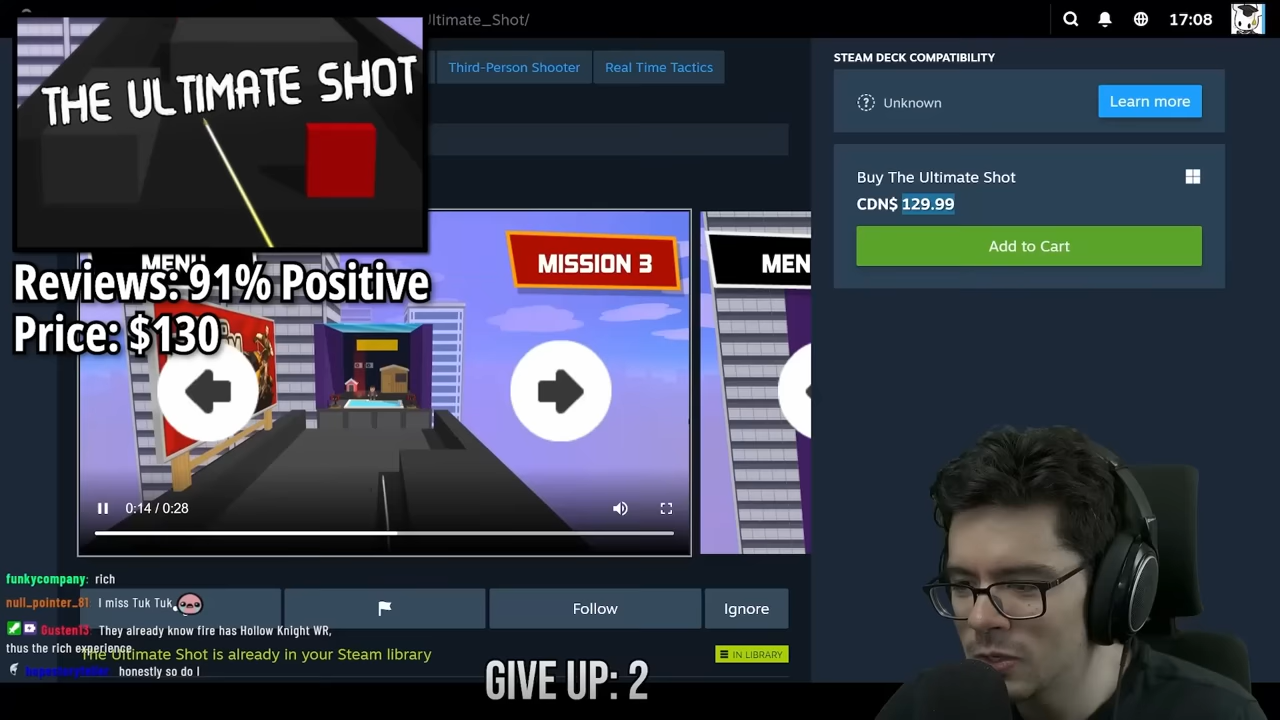 Ultimate_Shot/
17:08
THE ULTIMATE SHOT
Third-Person Shooter
Real Time Tactics
STEAM DECK COMPATIBILITY
Unknown
Learn more
Buy The Ultimate Shot
CDN$ 129.99
Add to Cart
MENU
MISSION 3
MEN
Reviews: 91% Positive
Price: $130
0:14 / 0:28
funkycompany: rich
null_pointer_81: I miss Tuk Tuk
Gusten13: They already know fire has Hollow Knight WR,
thus the rich experience
honestly so do I
Follow
Ignore
The Ultimate Shot is already in your Steam library
IN LIBRARY
GIVE UP: 2